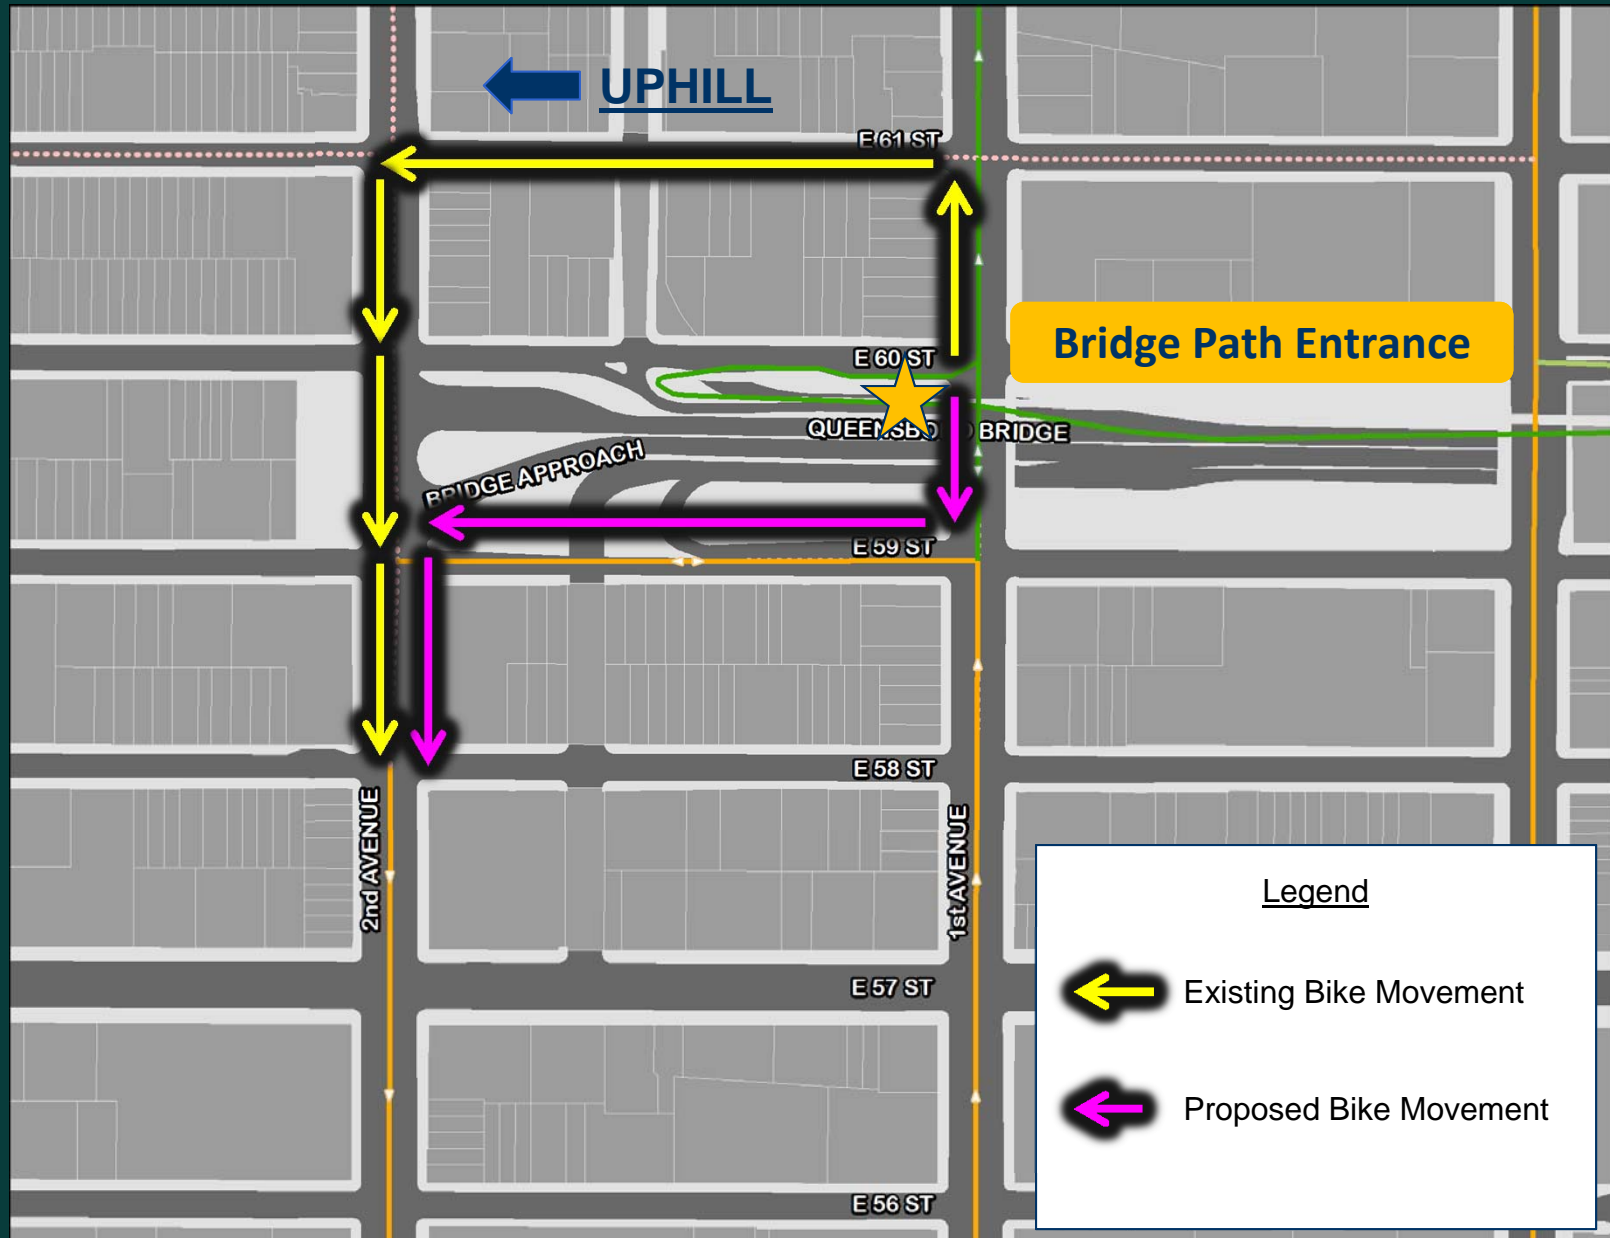 UPHILL
E 61 ST
Bridge Path Entrance
E 60 ST
QUEENSBO BRIDGE
BRIDGE APPROACH
E 59 ST
E 58 ST
2nd AVENUE
1st AVENUE
E 57 ST
E 56 ST
Legend
Existing Bike Movement
Proposed Bike Movement